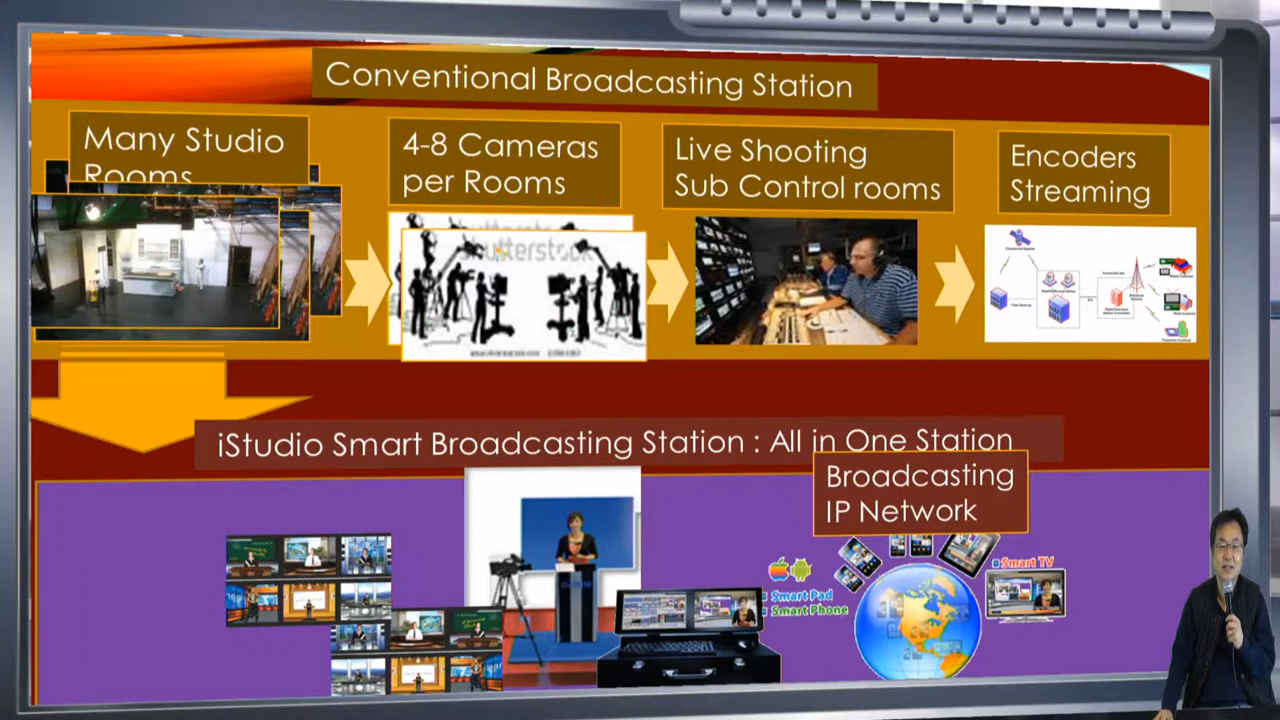 Conventional Broadcasting Station
Many Studio
Rooms
4-8 Cameras
per Rooms
Live Shooting
Sub Control rooms
Encoders
Streaming
shutterstock
iStudio Smart Broadcasting Station : All in One Station
Broadcasting
IP Network
Smart TV
Smart Pad
Smart Phone